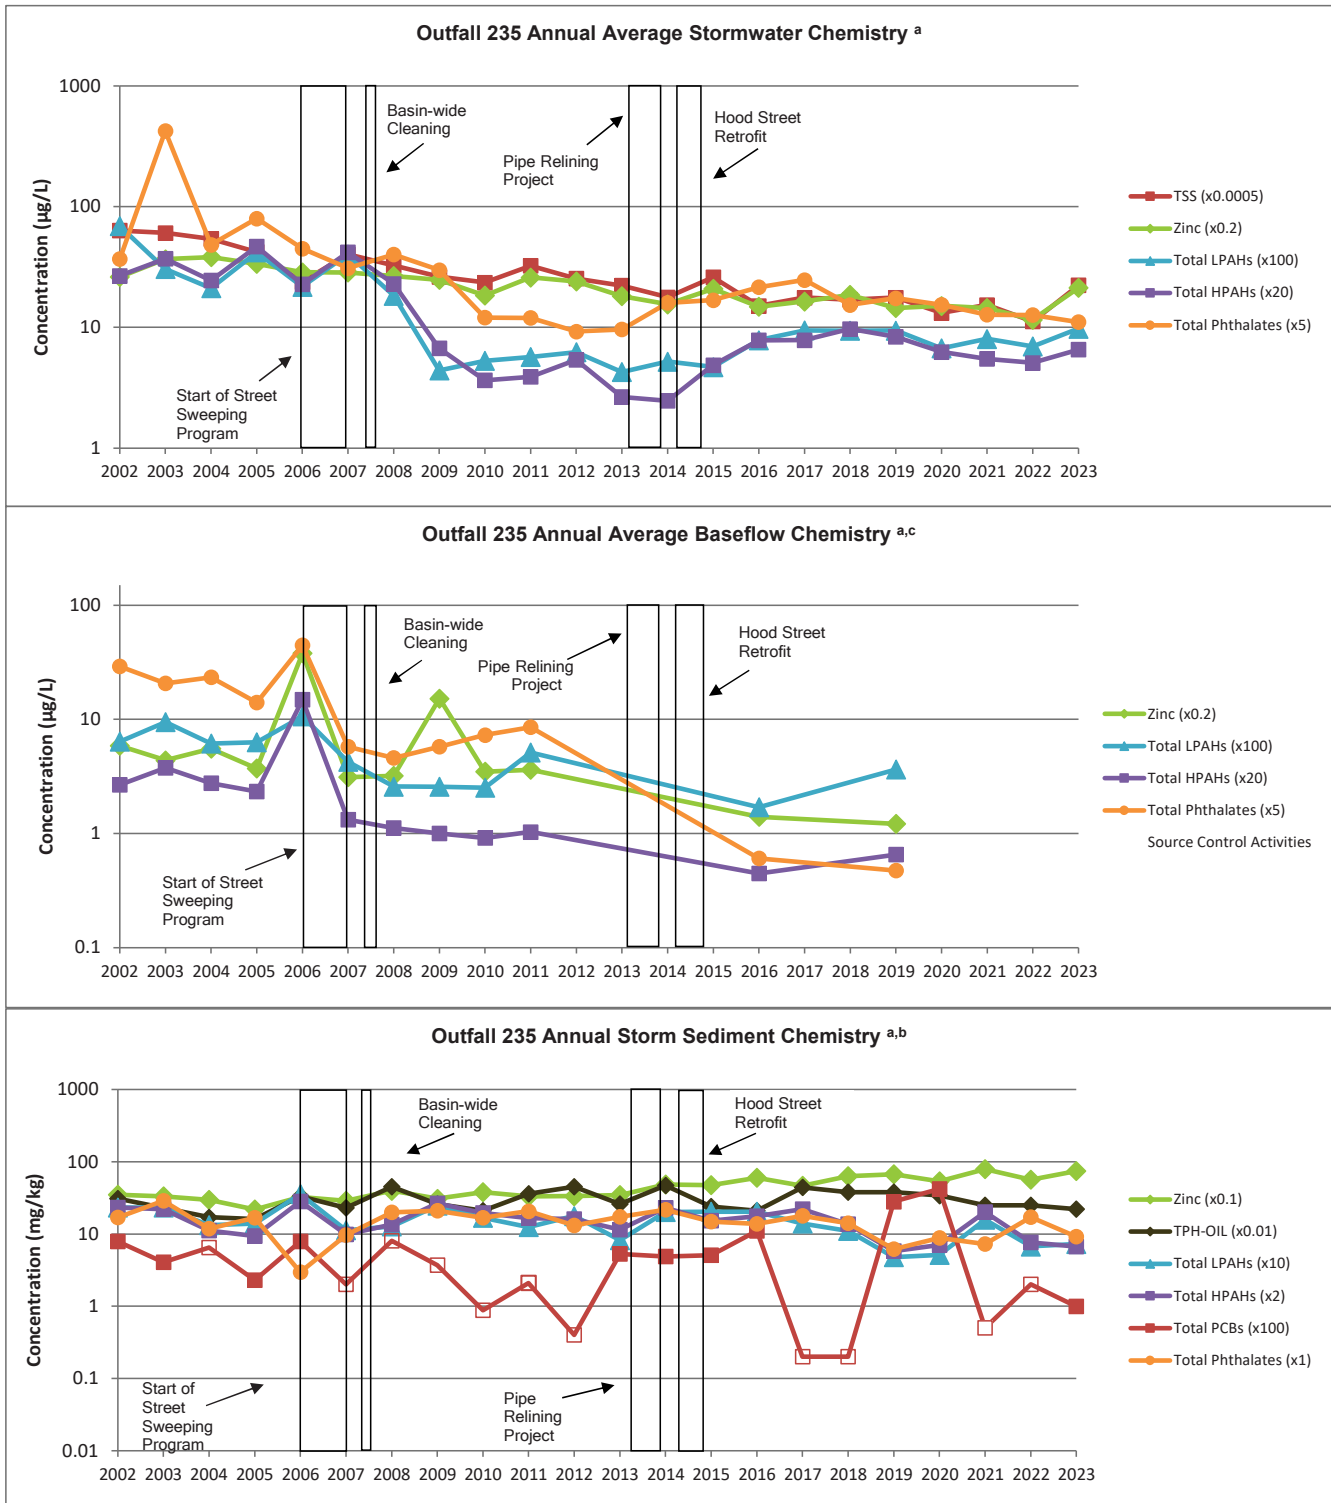 Outfall 235 Annual Average Stormwater Chemistry a
Concentration (µg/L)
1000
100
10
1
Basin-wide
Cleaning
Pipe Relining
Project
Hood Street
Retrofit
Start of Street
Sweeping
Program
2002 2003 2004 2005 2006 2007 2008 2009 2010 2011 2012 2013 2014 2015 2016 2017 2018 2019 2020 2021 2022 2023
TSS (x0.0005)
Zinc (x0.2)
Total LPAHs (x100)
Total HPAHs (x20)
Total Phthalates (x5)
Outfall 235 Annual Average Baseflow Chemistry a,c
Concentration (µg/L)
100
10
1
0.1
Basin-wide
Cleaning
Pipe Relining
Project
Hood Street
Retrofit
Start of Street
Sweeping
Program
2002 2003 2004 2005 2006 2007 2008 2009 2010 2011 2012 2013 2014 2015 2016 2017 2018 2019 2020 2021 2022 2023
Zinc (x0.2)
Total LPAHs (x100)
Total HPAHs (x20)
Total Phthalates (x5)
Source Control Activities
Outfall 235 Annual Storm Sediment Chemistry a,b
Concentration (mg/kg)
1000
100
10
1
0.1
0.01
Basin-wide
Cleaning
Hood Street
Retrofit
Start of
Street
Sweeping
Program
Pipe
Relining
Project
2002 2003 2004 2005 2006 2007 2008 2009 2010 2011 2012 2013 2014 2015 2016 2017 2018 2019 2020 2021 2022 2023
Zinc (x0.1)
TPH-OIL (x0.01)
Total LPAHs (x10)
Total HPAHs (x2)
Total PCBs (x100)
Total Phthalates (x1)